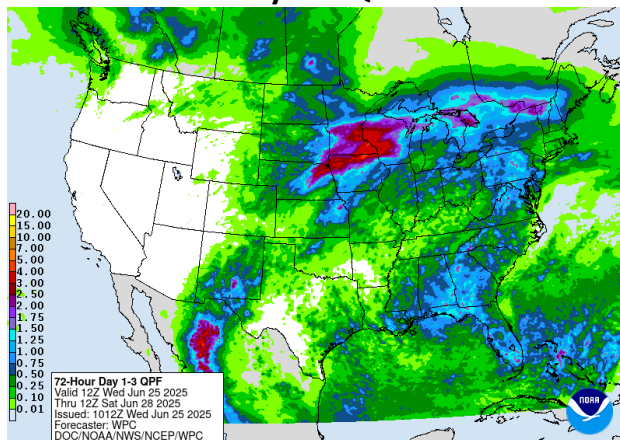 20.00
15.00
10.00
7.00
5.00
4.00
3.00
2.50
2.00
1.75
1.50
1.25
1.00
0.75
0.50
0.25
0.10
0.01
72-Hour Day 1-3 QPF
Valid 12Z Wed Jun 25 2025
Thru 12Z Sat Jun 28 2025
Issued: 1012Z Wed Jun 25 2025
Forecaster: WPC
DOC/NOAA/NWS/NCEP/WPC
NOAA